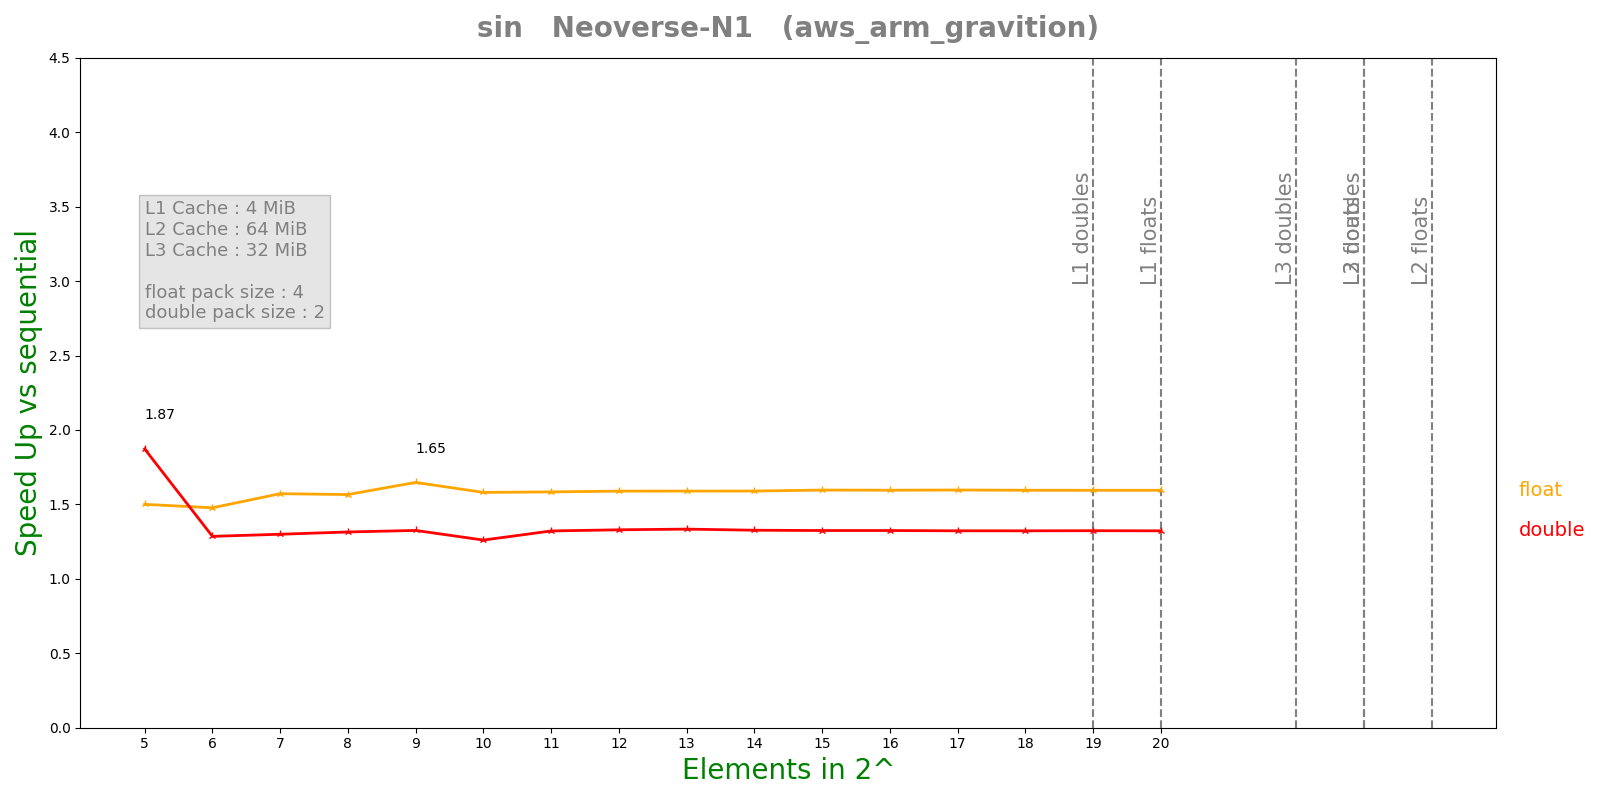 sin Neoverse-N1 (aws_arm_gravition)
Speed Up vs sequential
4.5
4.0
3.5
3.0
2.5
2.0
1.5
1.0
0.5
0.0
L1 Cache : 4 MiB
L2 Cache : 64 MiB
L3 Cache : 32 MiB
float pack size : 4
double pack size : 2
1.87
1.65
L1 doubles
L1 floats
L3 doubles
L2 doubles
L3 floats
L2 floats
float
double
5 6 7 8 9 10 11 12 13 14 15 16 17 18 19 20
Elements in 2^